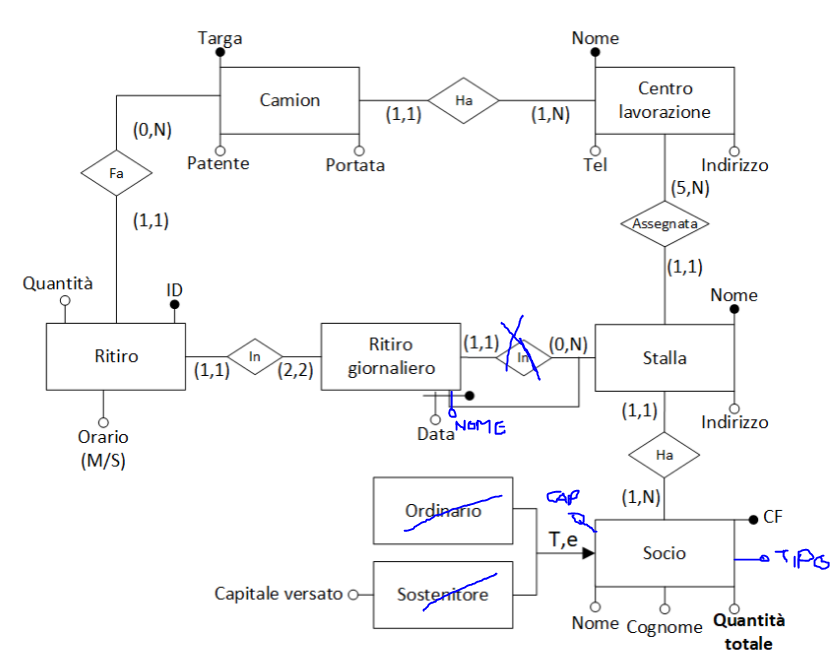 Targa
Nome
Camion
Ha
Centro
lavorazione
(1,1)
(1,N)
(0,N)
Patente
Portata
Tel
Indirizzo
Fa
(5,N)
Assegnata
(1,1)
(1,1)
Quantità
ID
Nome
Ritiro
In
Ritiro
giornaliero
(1,1)
In
(0,N)
Stalla
(1,1)
(2,2)
Orario
(M/S)
Data
NOME
(1,1)
Indirizzo
Ha
(1,N)
CAP
CF
Ordinario
T,e
Socio
TIPO
Capitale versato
Sostenitore
Nome
Cognome
Quantità
totale